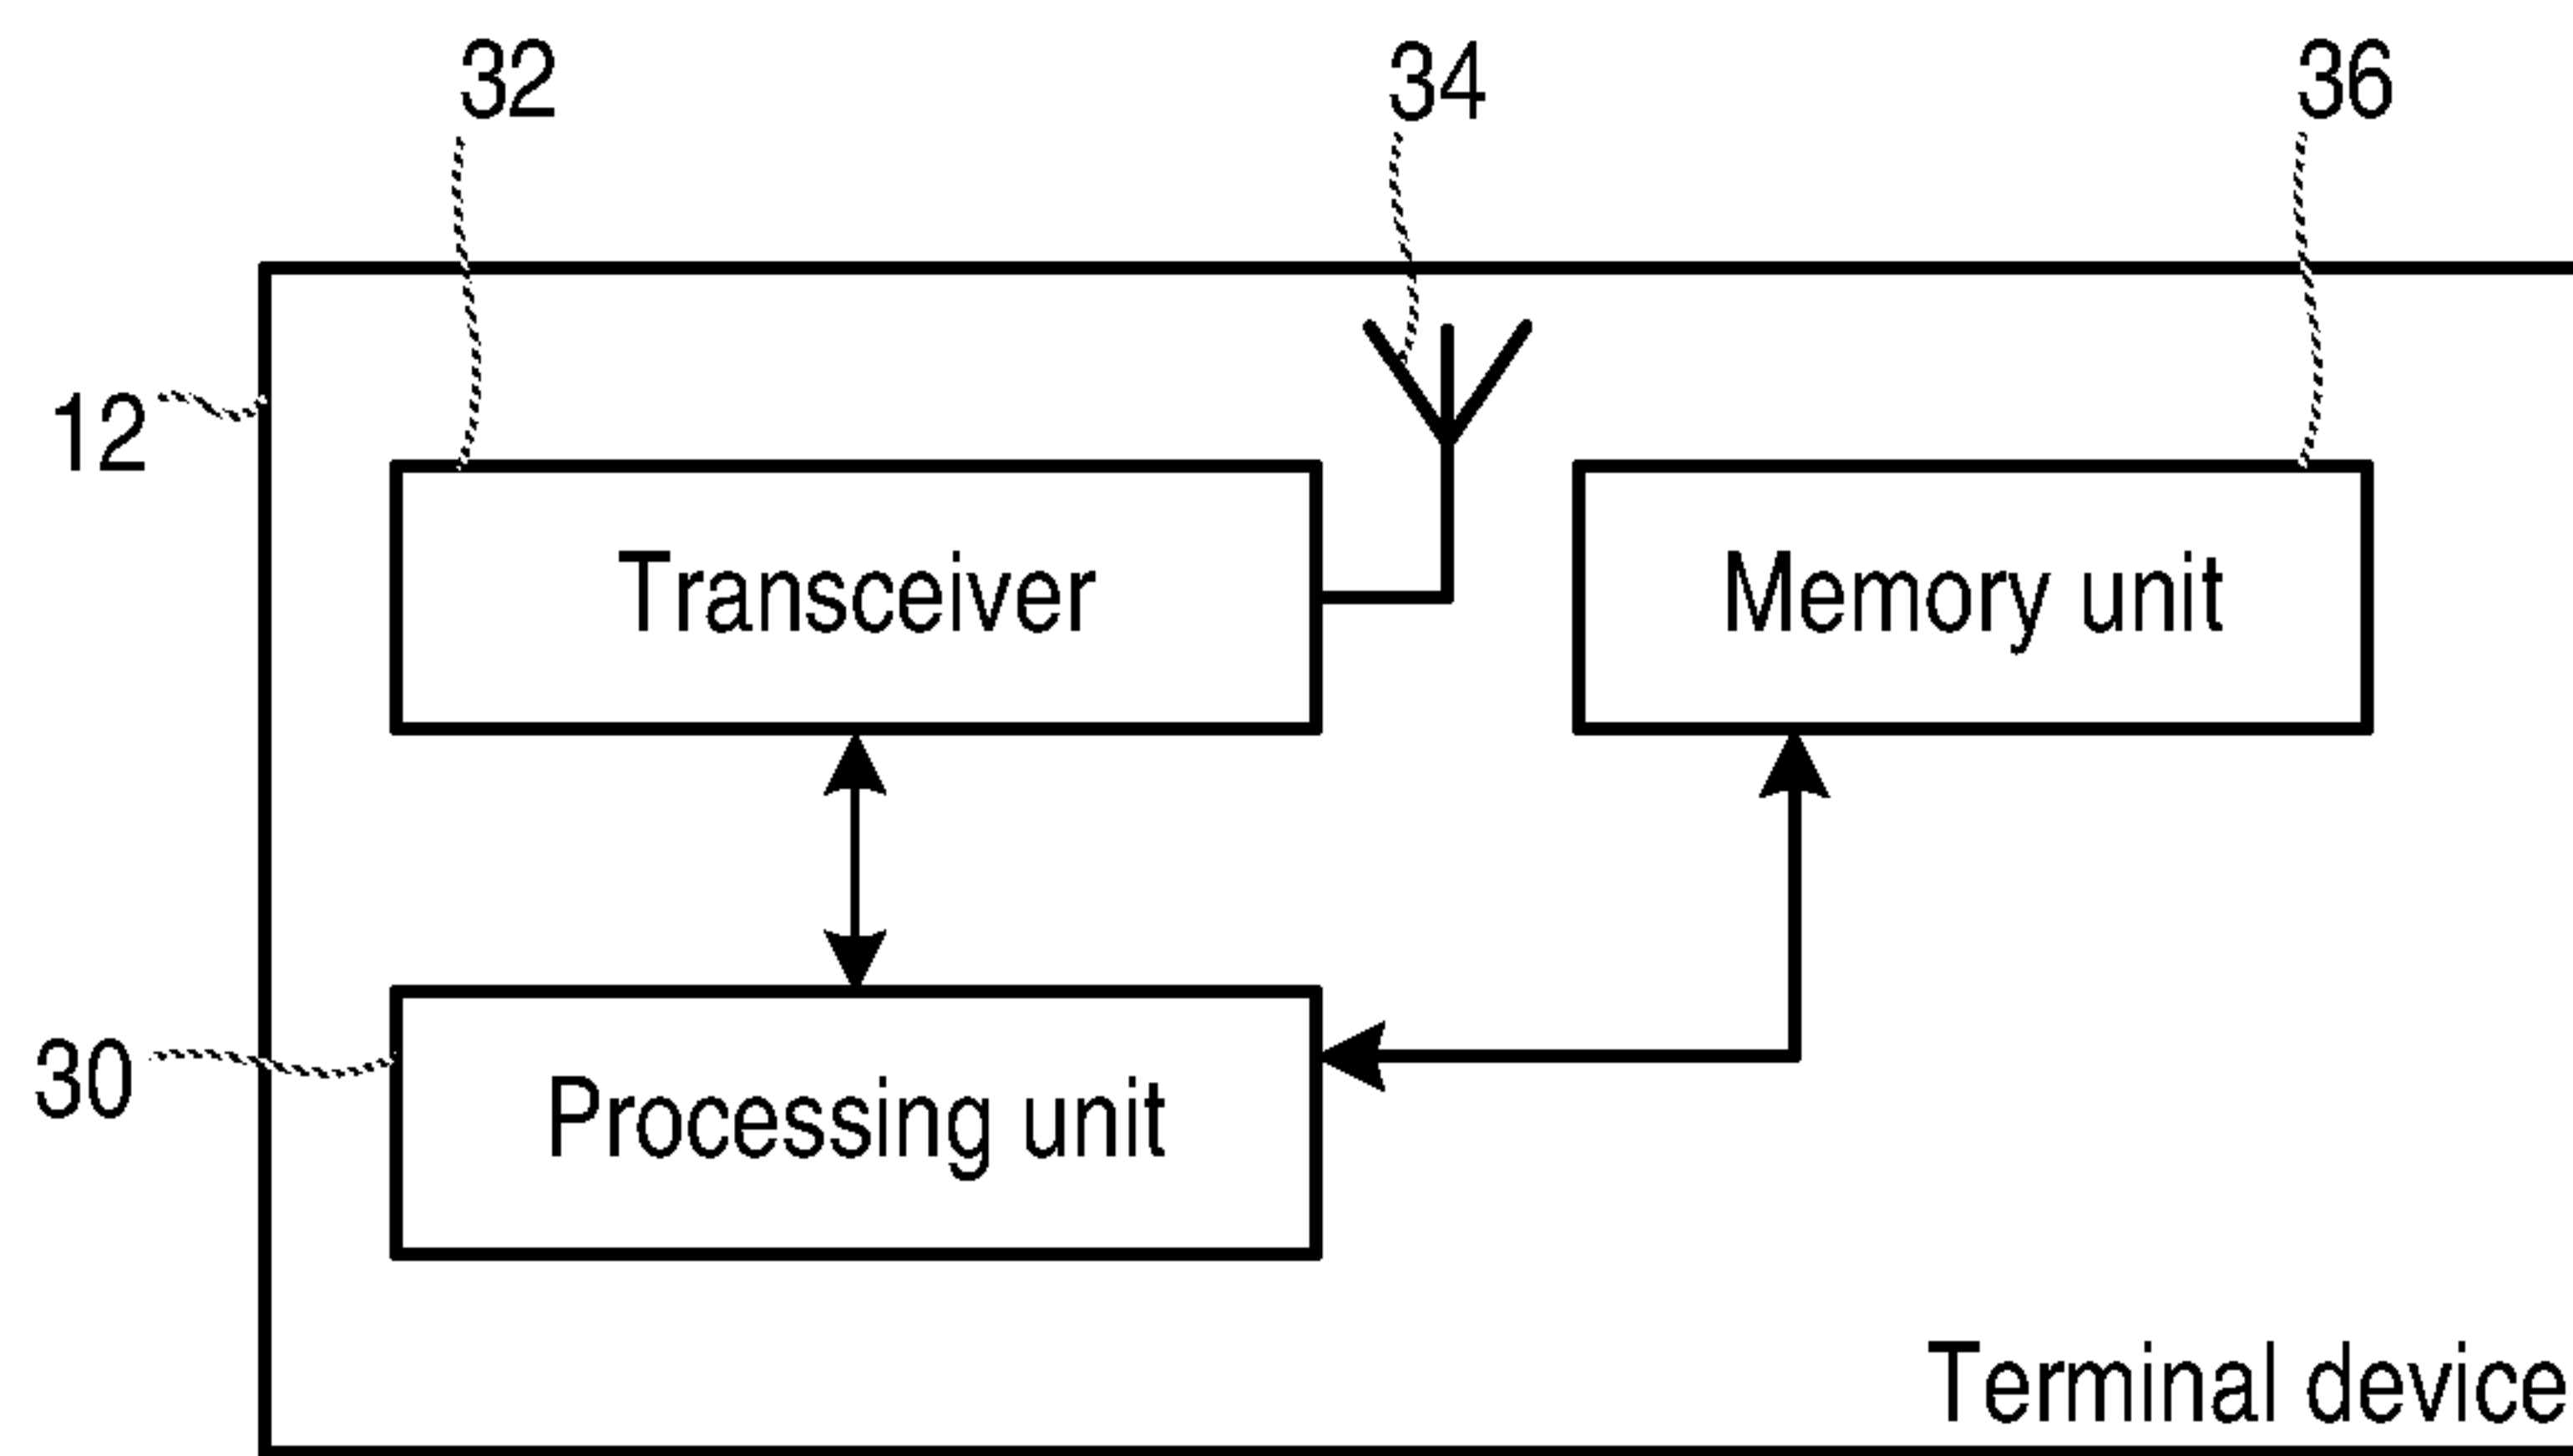 32 34 36
12
Transceiver Memory unit
30
Processing unit
Terminal device